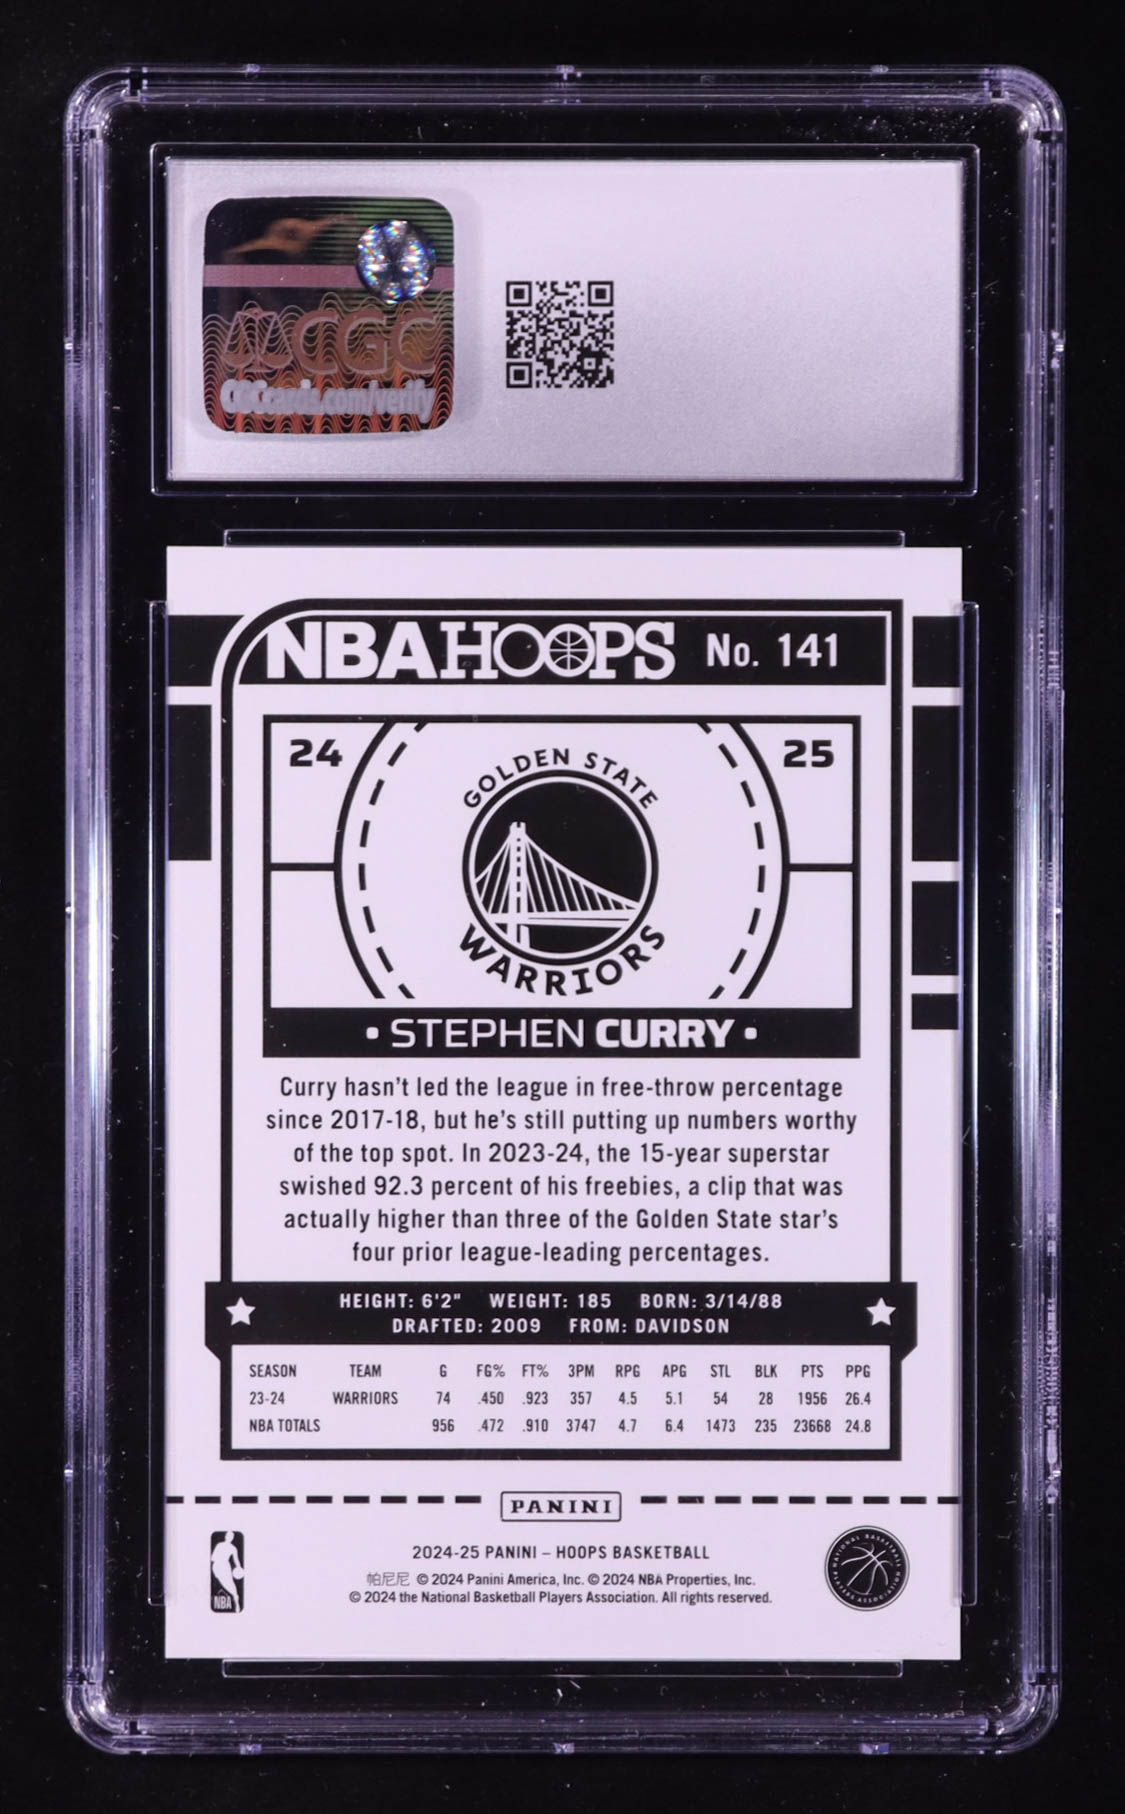 CGC
CGCcards.com/verify
NBA HOOPS No. 141
24 25
GOLDEN STATE
WARRIORS
• STEPHEN CURRY •
Curry hasn't led the league in free-throw percentage
since 2017-18, but he's still putting up numbers worthy
of the top spot. In 2023-24, the 15-year superstar
swished 92.3 percent of his freebies, a clip that was
actually higher than three of the Golden State star's
four prior league-leading percentages.
HEIGHT: 6'2" WEIGHT: 185 BORN: 3/14/88
DRAFTED: 2009 FROM: DAVIDSON
SEASON TEAM G FG% FT% 3PM RPG APG STL BLK PTS PPG
23-24 WARRIORS 74 .450 .923 357 4.5 5.1 54 28 1956 26.4
NBA TOTALS 956 .472 .910 3747 4.7 6.4 1473 235 23668 24.8
PANINI
2024-25 PANINI – HOOPS BASKETBALL
帕尼尼 © 2024 Panini America, Inc. © 2024 NBA Properties, Inc.
© 2024 the National Basketball Players Association. All rights reserved.
NBA
NATIONAL BASKETBALL
PLAYERS ASSOCIATION